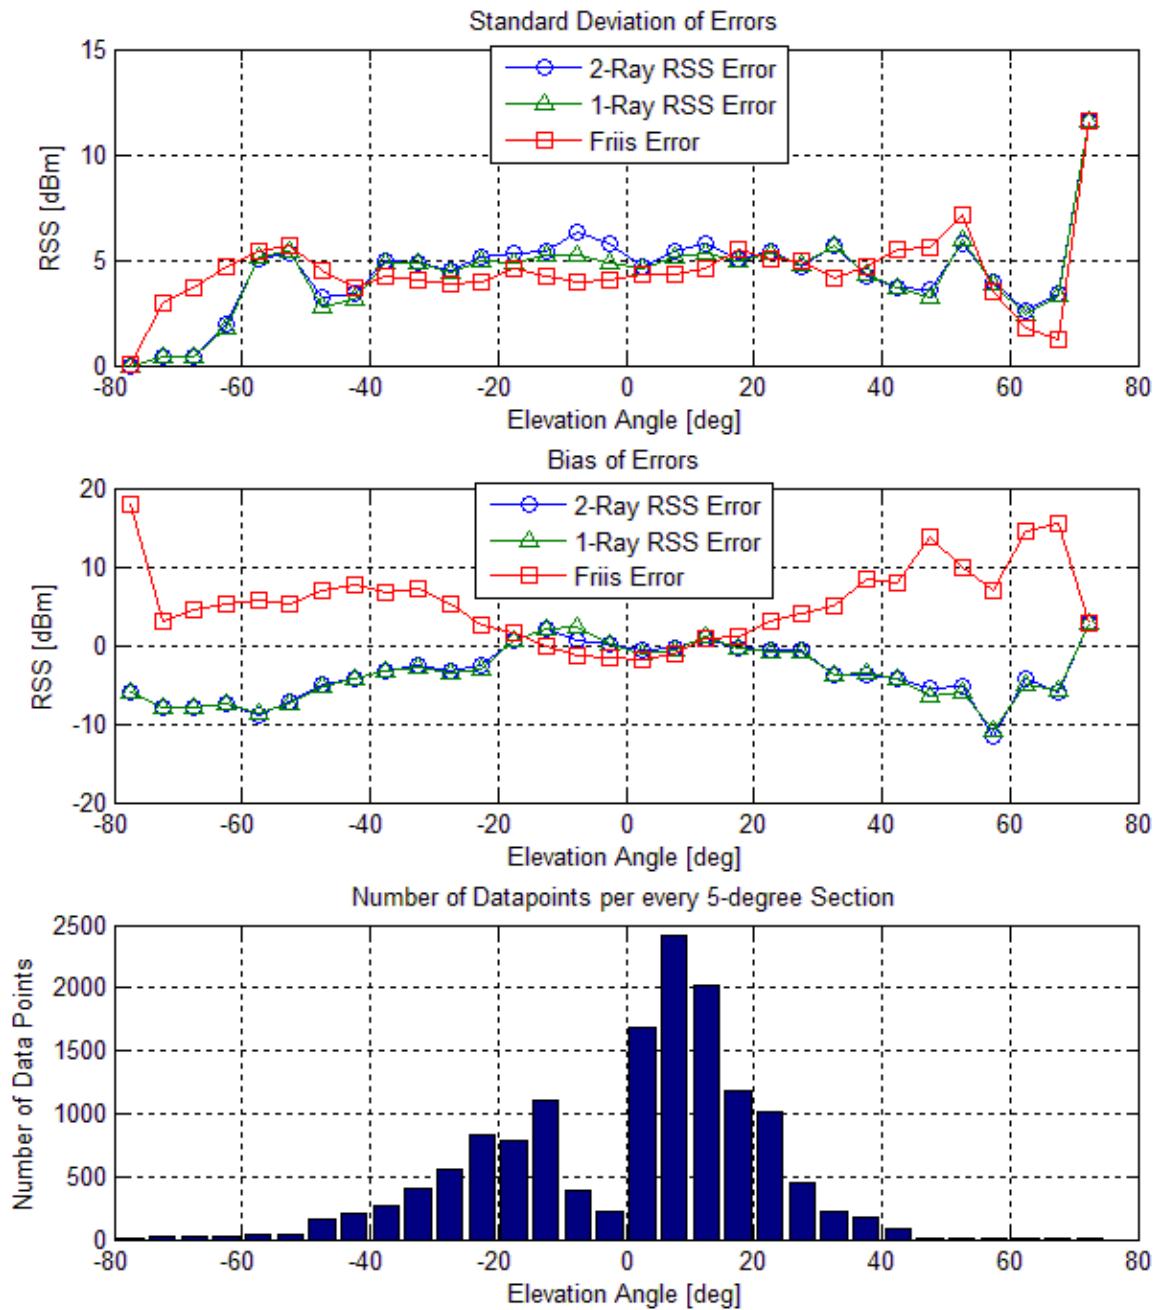 Standard Deviation of Errors
15
10
5
0
RSS [dBm]
2-Ray RSS Error
1-Ray RSS Error
Friis Error
-80 -60 -40 -20 0 20 40 60 80
Elevation Angle [deg]
Bias of Errors
20
10
0
-10
-20
RSS [dBm]
2-Ray RSS Error
1-Ray RSS Error
Friis Error
-80 -60 -40 -20 0 20 40 60 80
Elevation Angle [deg]
Number of Datapoints per every 5-degree Section
2500
2000
1500
1000
500
0
Number of Data Points
-80 -60 -40 -20 0 20 40 60 80
Elevation Angle [deg]